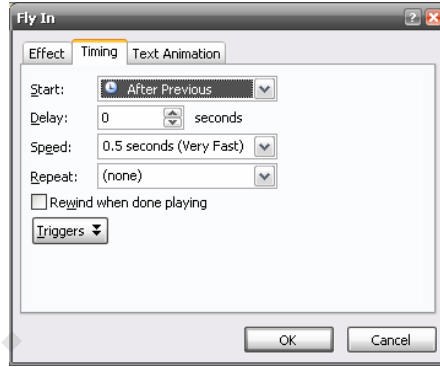 Fly In
Effect Timing Text Animation
Start: After Previous
Delay: 0 seconds
Speed: 0.5 seconds (Very Fast)
Repeat: (none)
Rewind when done playing
Triggers
OK Cancel